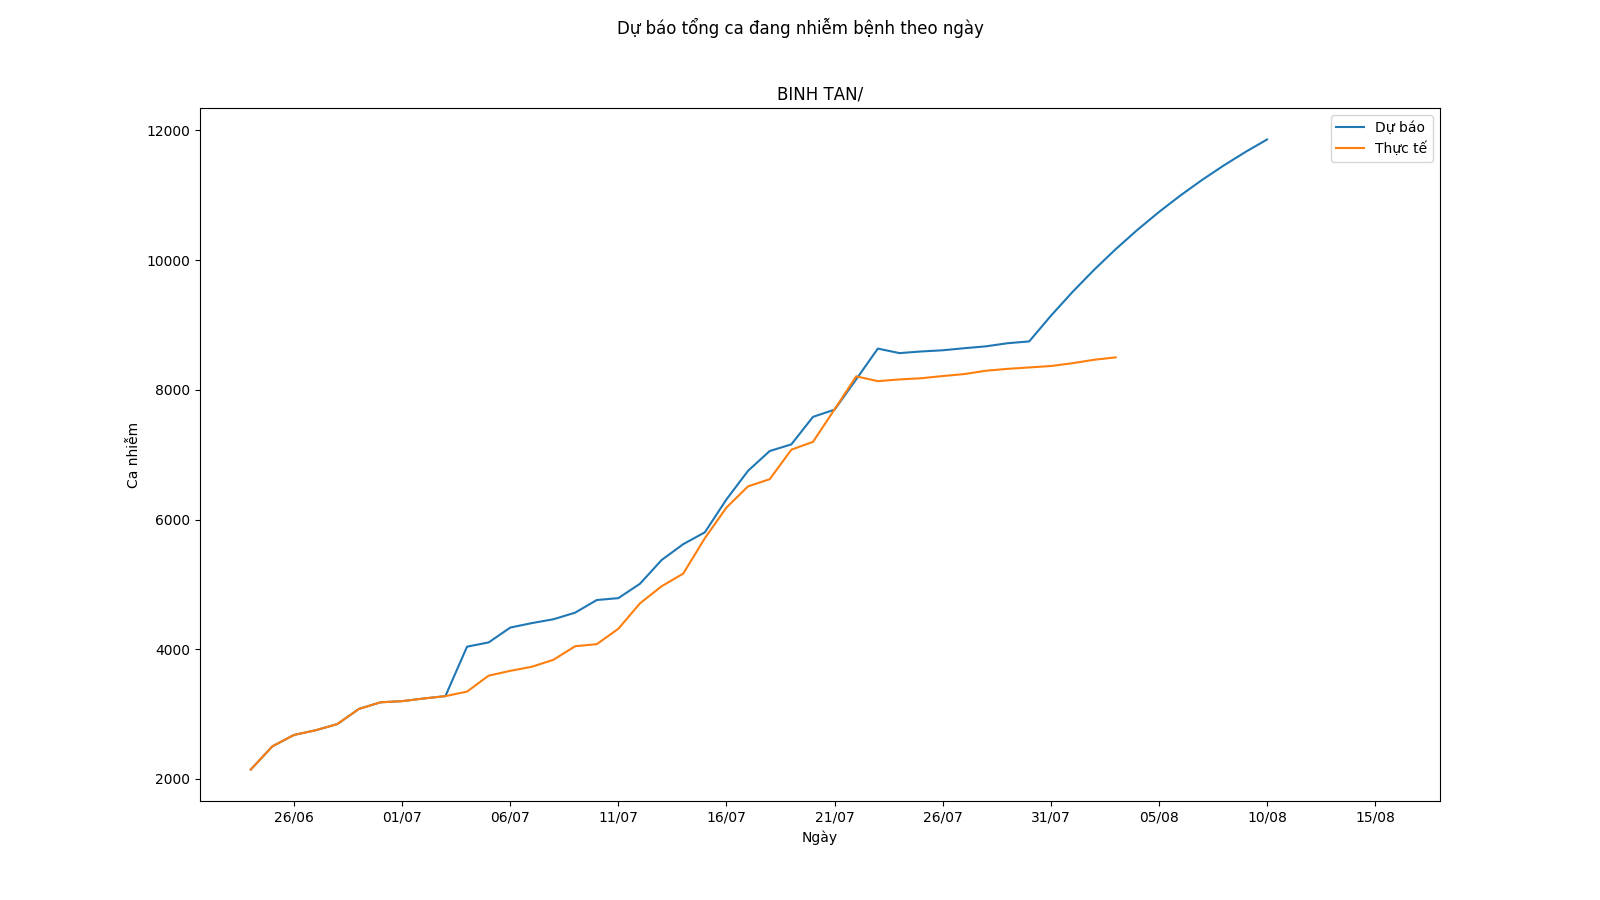 Dự báo tổng ca đang nhiễm bệnh theo ngày
BINH TAN/
Dự báo
Thực tế
12000
10000
8000
6000
4000
2000
Ca nhiễm
26/06 01/07 06/07 11/07 16/07 21/07 26/07 31/07 05/08 10/08 15/08
Ngày